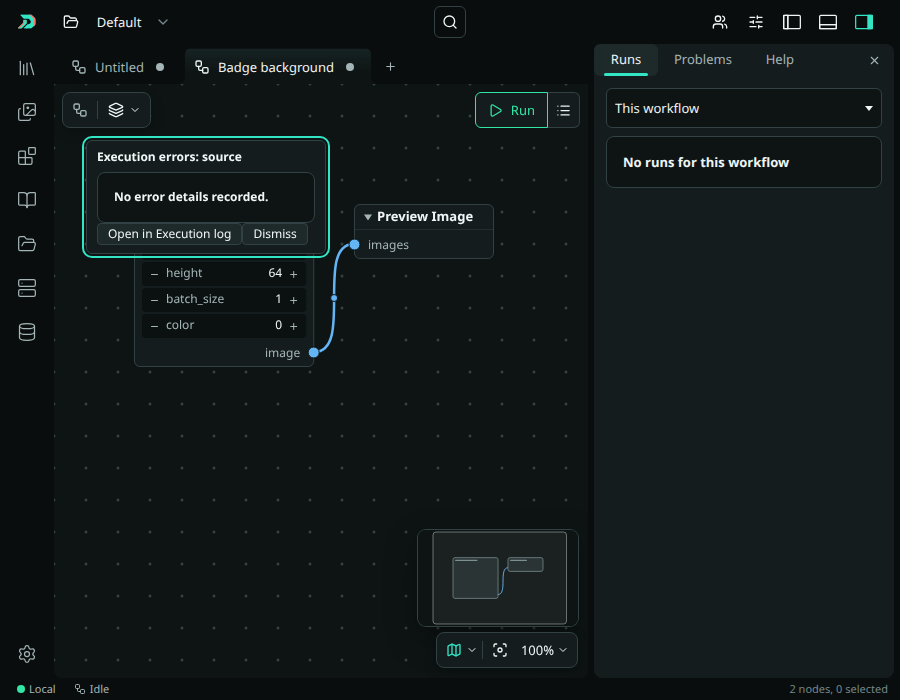 Default
Untitled
Badge background
Run
Execution errors: source
No error details recorded.
Open in Execution log
Dismiss
height 64
batch_size 1
color 0
image
Preview Image
images
100%
Runs
Problems
Help
This workflow
No runs for this workflow
Local
Idle
2 nodes, 0 selected